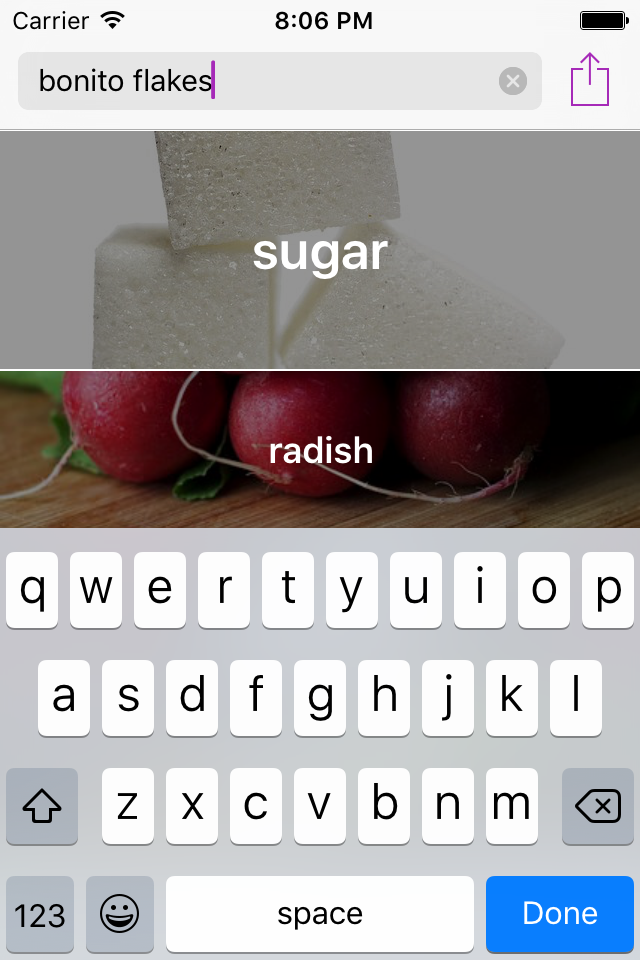 Carrier 8:06 PM
bonito flakes
sugar
radish
q w e r t y u i o p
a s d f g h j k l
z x c v b n m
123 space Done